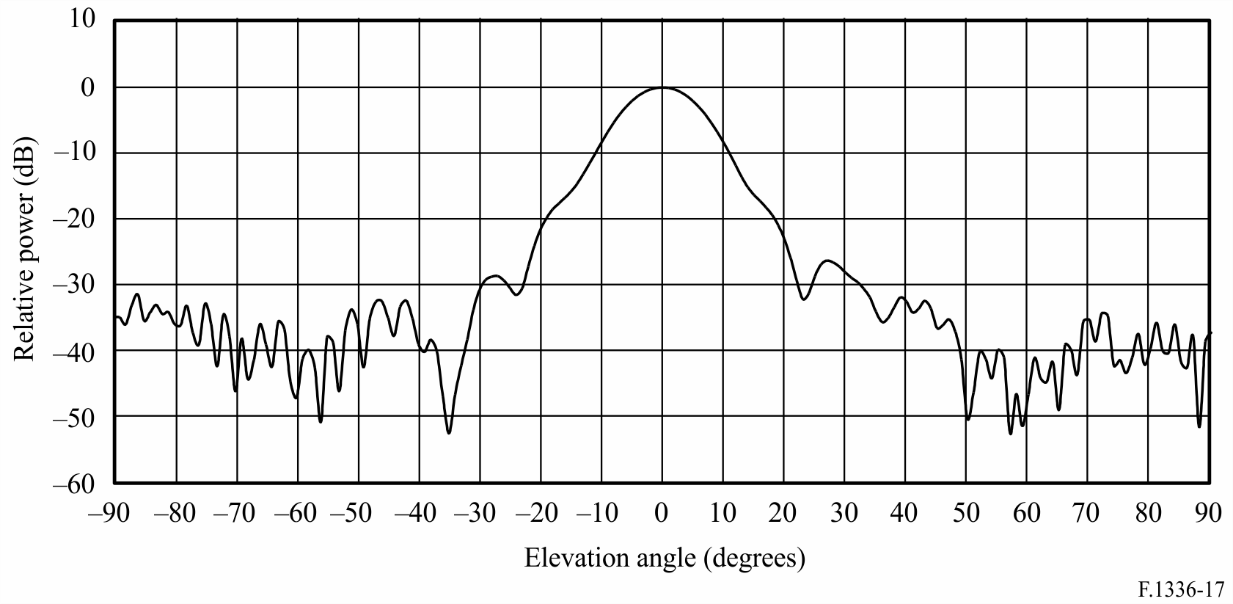 10
0
–10
–20
–30
–40
–50
–60
Relative power (dB)
–90 –80 –70 –60 –50 –40 –30 –20 –10 0 10 20 30 40 50 60 70 80 90
Elevation angle (degrees)
F.1336-17